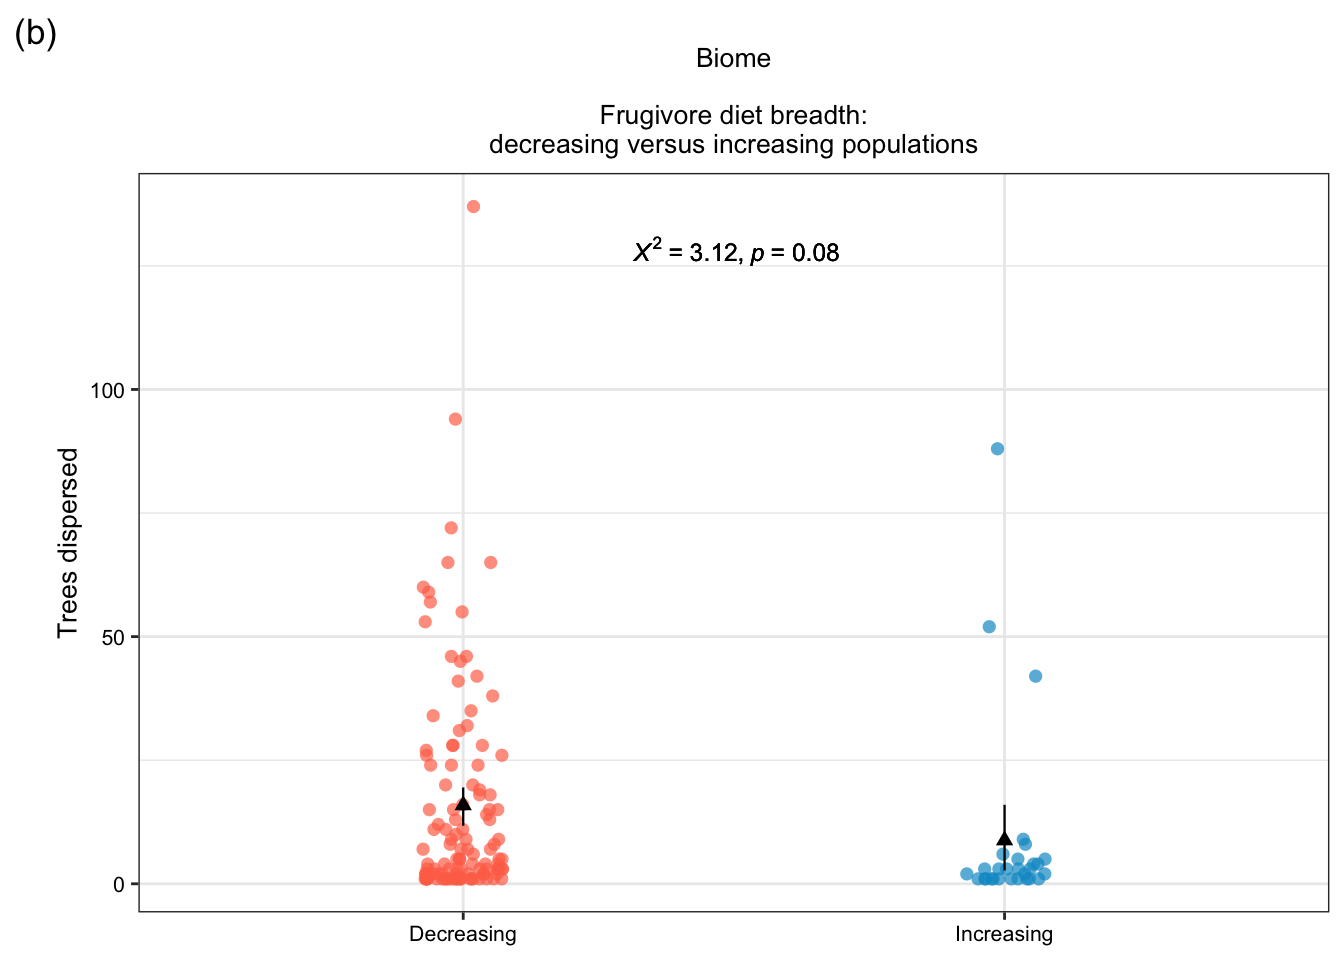 (b)
Biome
Frugivore diet breadth:
decreasing versus increasing populations
X² = 3.12, p = 0.08
Trees dispersed
100
50
0
Decreasing
Increasing